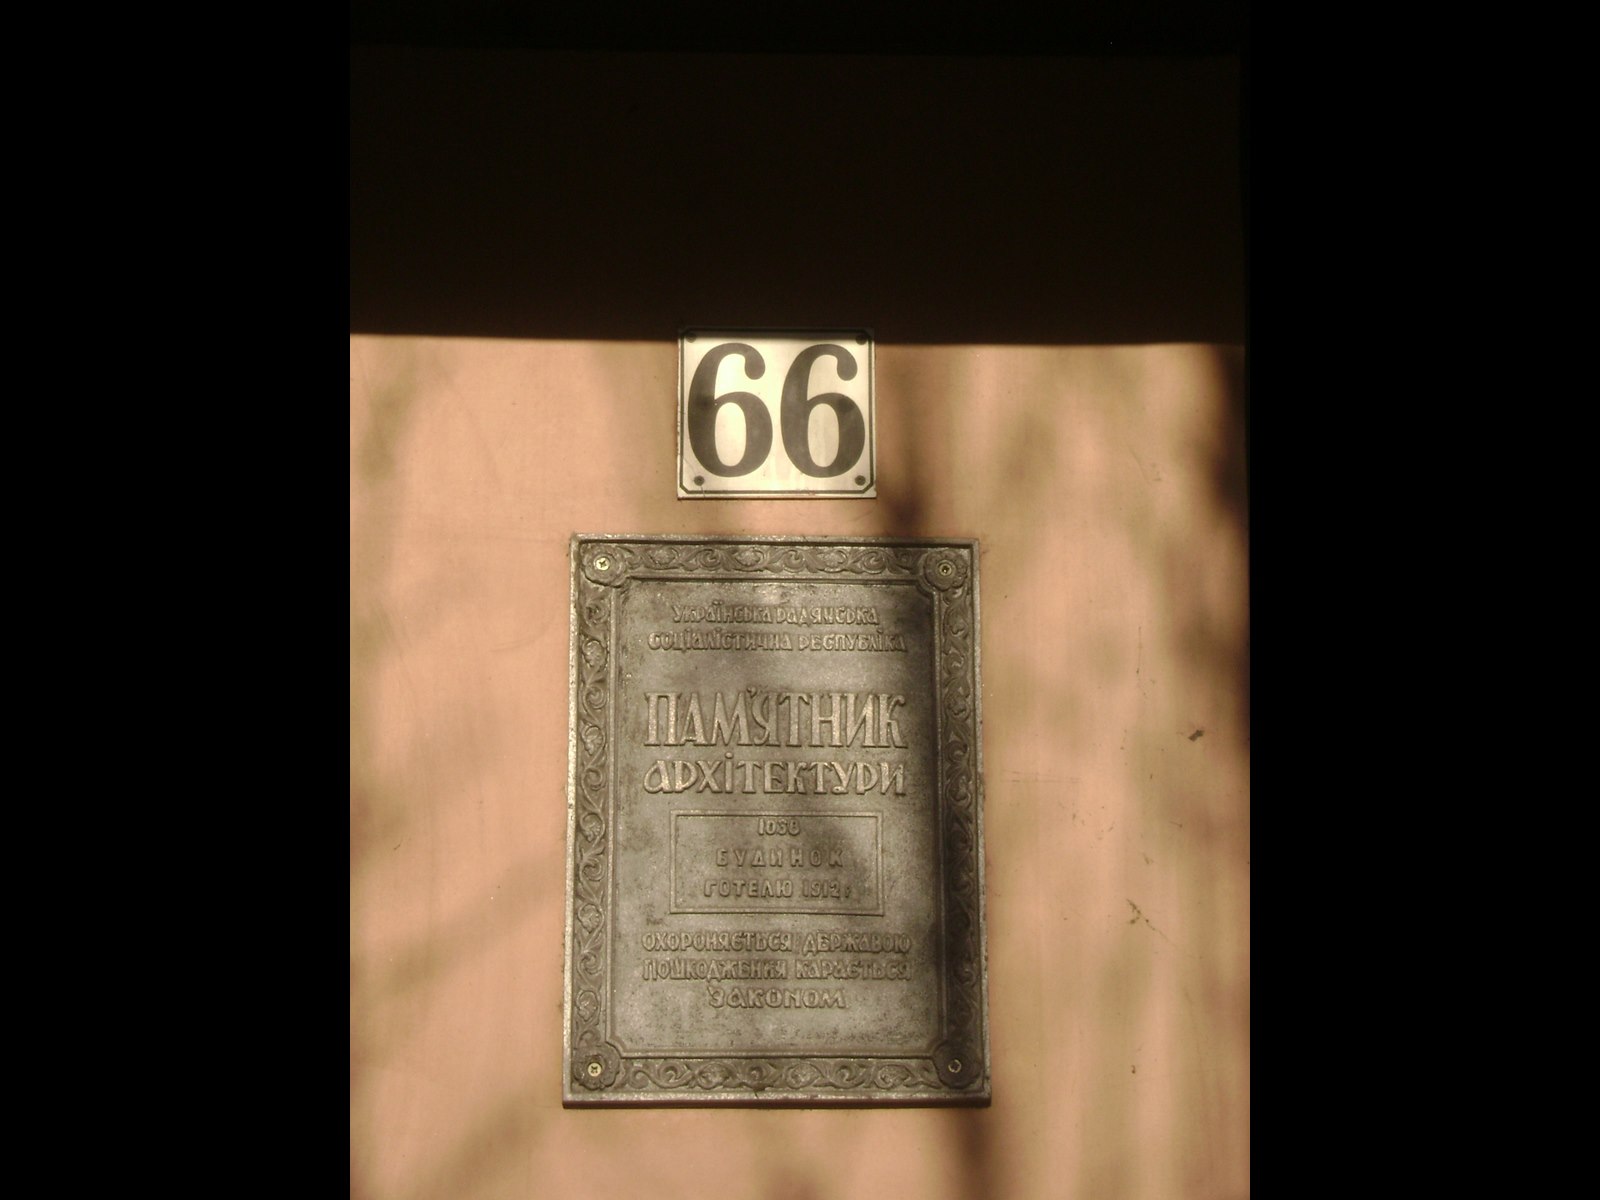 66
Українська Радянська
Соціалістична Республіка
ПАМ'ЯТНИК
АРХІТЕКТУРИ
БУДИНОК
ГОТЕЛЮ 1912 г
ОХОРОНЯЄТЬСЯ ДЕРЖАВОЮ
ПОШКОДЖЕННЯ КАРАЄТЬСЯ
ЗАКОНОМ